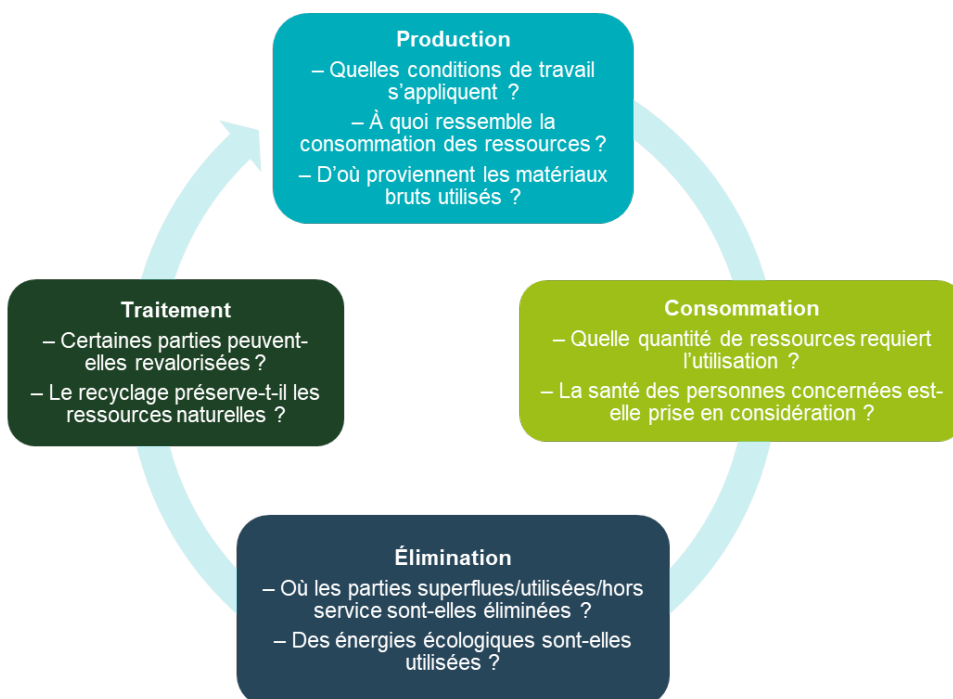 Production
– Quelles conditions de travail
s’appliquent ?
– À quoi ressemble la
consommation des ressources ?
– D’où proviennent les matériaux
bruts utilisés ?
Consommation
– Quelle quantité de ressources requiert
l’utilisation ?
– La santé des personnes concernées est-
elle prise en considération ?
Élimination
– Où les parties superflues/utilisées/hors
service sont-elles éliminées ?
– Des énergies écologiques sont-elles
utilisées ?
Traitement
– Certaines parties peuvent-
elles revalorisées ?
– Le recyclage préserve-t-il les
ressources naturelles ?